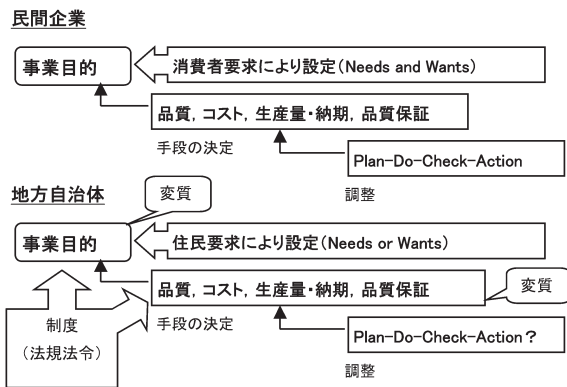 民間企業
事業目的
消費者要求により設定(Needs and Wants)
品質，コスト，生産量・納期，品質保証
手段の決定
Plan-Do-Check-Action
調整
地方自治体
変質
事業目的
住民要求により設定(Needs or Wants)
品質，コスト，生産量・納期，品質保証
変質
制度
(法規法令)
手段の決定
Plan-Do-Check-Action？
調整